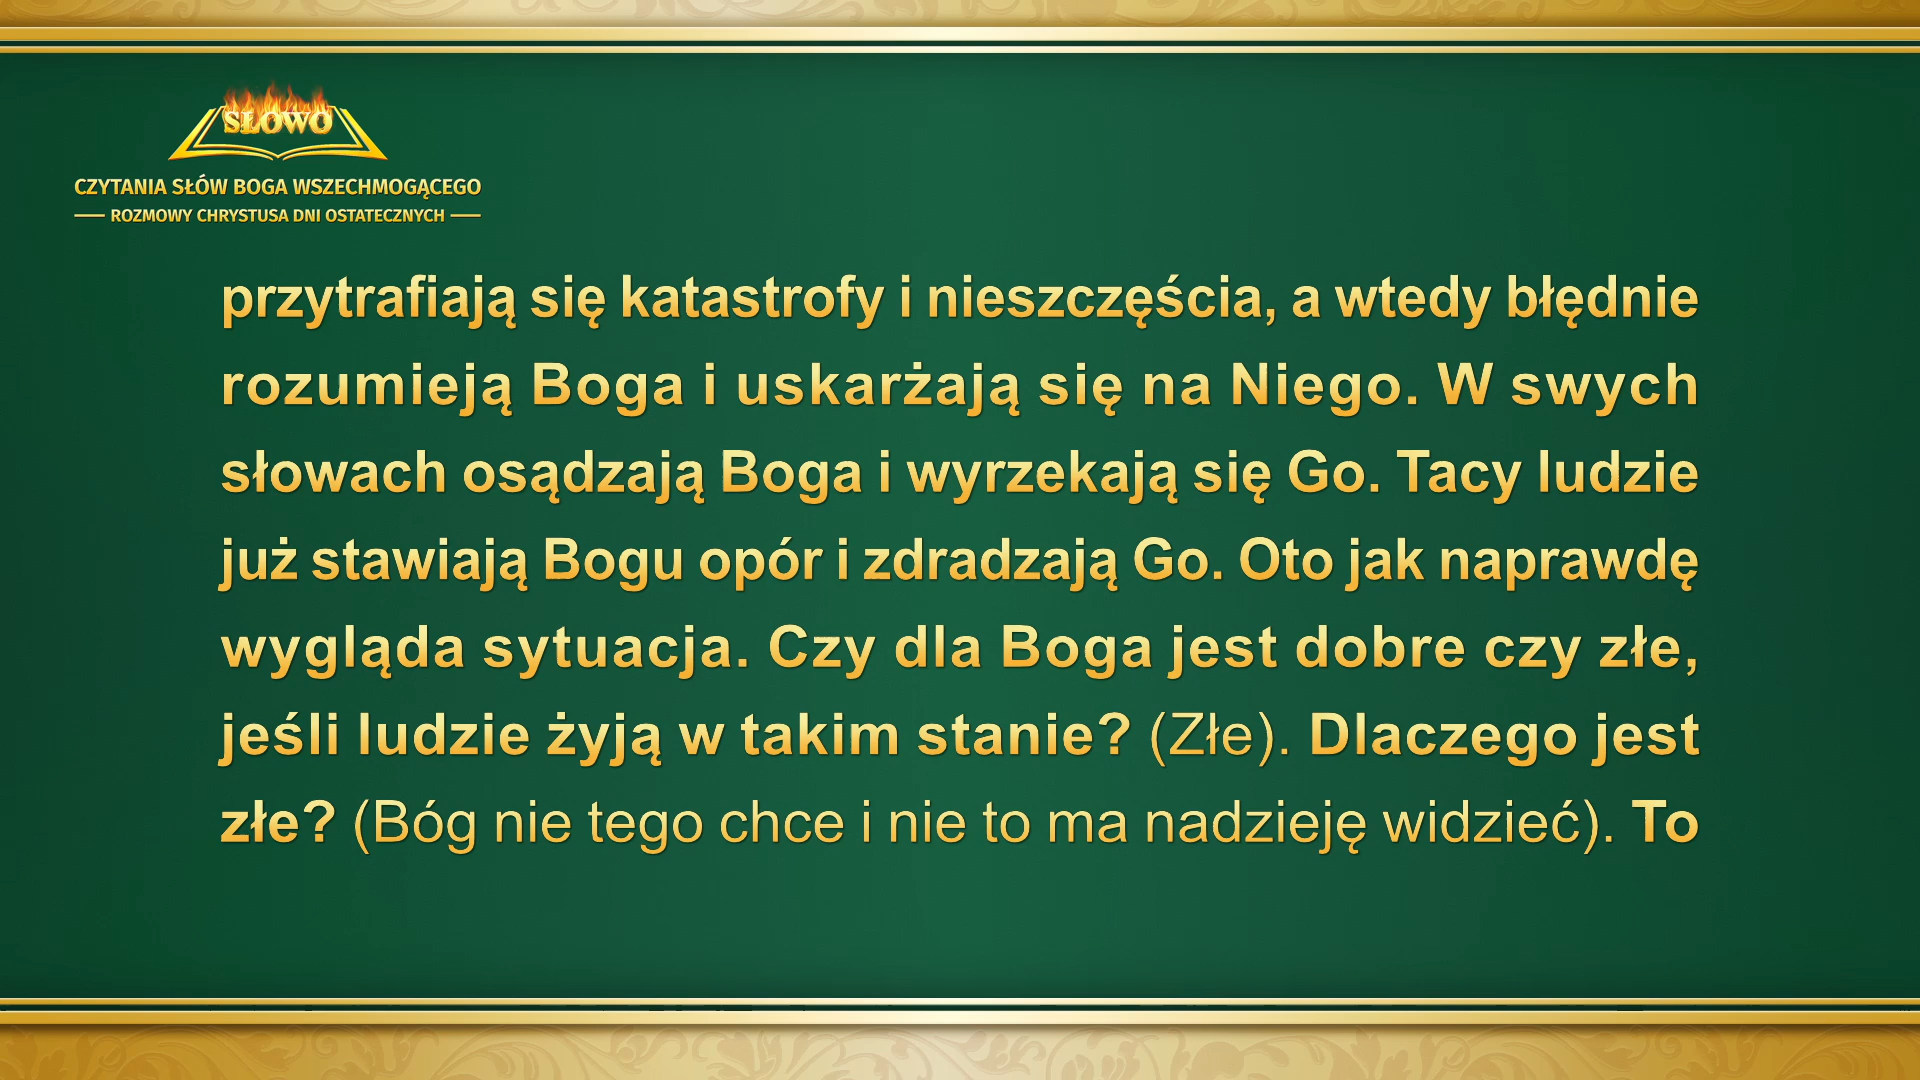 SŁOWO
CZYTANIA SŁÓW BOGA WSZECHMOGĄCEGO
ROZMOWY CHRYSTUSA DNI OSTATECZNYCH
przytrafiają się katastrofy i nieszczęścia, a wtedy błędnie
rozumieją Boga i uskarżają się na Niego. W swych
słowach osądzają Boga i wyrzekają się Go. Tacy ludzie
już stawiają Bogu opór i zdradzają Go. Oto jak naprawdę
wygląda sytuacja. Czy dla Boga jest dobre czy złe,
jeśli ludzie żyją w takim stanie? (Złe). Dlaczego jest
złe? (Bóg nie tego chce i nie to ma nadzieję widzieć). To